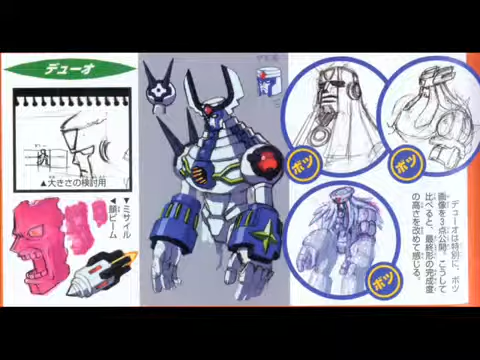 デューオ
▲大きさの検討用
▼ミサイル
◀顔ビーム
ボツ
ボツ
ボツ
デューオは特別に、ボツ
画像を3点公開。こうして
比べると、最終形の完成度
の高さを改めて感じる。